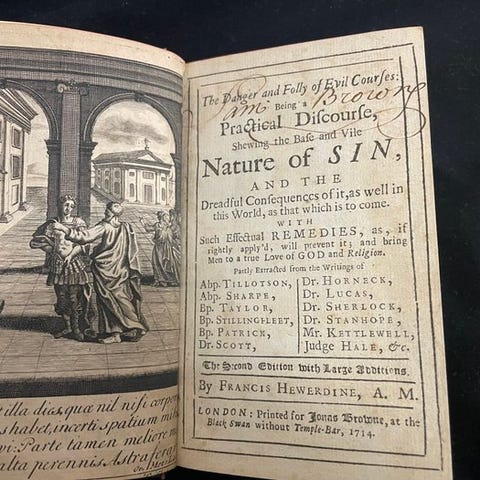 illa dies, quæ nil nisi corpor
s habet, incerti spatium mi
vi: Parte tamen meliore m
alta perennis Astra feror
The Danger and Folly of Evil Courſes:
Brown
Being a
Practical Diſcourſe,
Shewing the Baſe and Vile
Nature of SIN,
AND THE
Dreadful Conſequences of it, as well in
this World, as that which is to come.
WITH
Such Effectual REMEDIES, as, if
rightly apply'd, will prevent it; and bring
Men to a true Love of GOD and Religion.
Partly Extracted from the Writings of
Abp. TILLOTSON,
Abp. SHARPE,
Bp. TAYLOR,
Bp. STILLINGFLEET,
Bp. PATRICK,
Dr. SCOTT,
Dr. HORNECK,
Dr. LUCAS,
Dr. SHERLOCK,
Dr. STANHOPE,
Mr. KETTLEWELL,
Judge HALE, &c.
The Second Edition with Large Additions.
By FRANCIS HEWERDINE, A. M.
LONDON: Printed for Jonas Browne, at the
Black Swan without Temple-Bar, 1714.